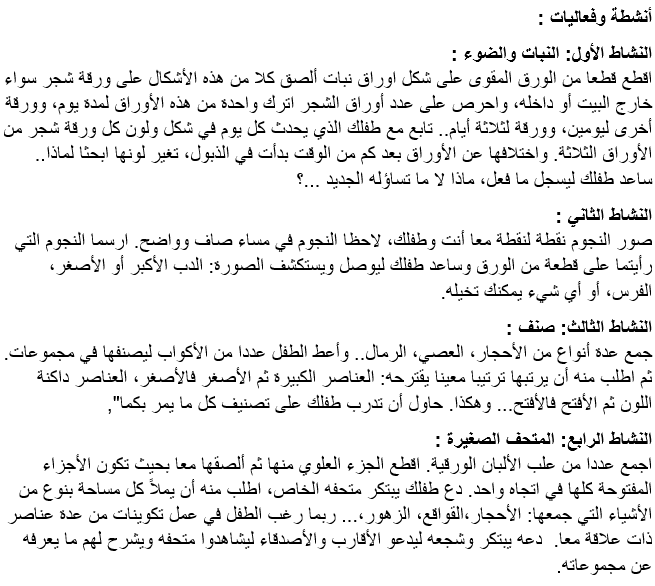 أنشطة وفعاليات :
النشاط الأول: النبات والضوء :
اقطع قطعا من الورق المقوى على شكل اوراق نبات ألصق كلا من هذه الأشكال على ورقة شجر سواء
خارج البيت أو داخله، واحرص على عدد أوراق الشجر اترك واحدة من هذه الأوراق لمدة يوم، وورقة
أخرى ليومين، وورقة لثلاثة أيام.. تابع مع طفلك الذي يحدث كل يوم في شكل ولون كل ورقة شجر من
الأوراق الثلاثة. واختلافها عن الأوراق بعد كم من الوقت بدأت في الذبول، تغير لونها ابحثا لماذا..
ساعد طفلك ليسجل ما فعل، ماذا لا ما تساؤله الجديد ...؟
النشاط الثاني :
صور النجوم نقطة لنقطة معا أنت وطفلك، لاحظا النجوم في مساء صاف وواضح. ارسما النجوم التي
رأيتما على قطعة من الورق وساعد طفلك ليوصل ويستكشف الصورة: الدب الأكبر أو الأصغر،
الفرس، أو أي شيء يمكنك تخيله.
النشاط الثالث: صنف :
جمع عدة أنواع من الأحجار، العصي، الرمال.. وأعط الطفل عددا من الأكواب ليصنفها في مجموعات.
ثم اطلب منه أن يرتبها ترتيبا معينا يقترحه: العناصر الكبيرة ثم الأصغر فالأصغر، العناصر داكنة
اللون ثم الأفتح فالأفتح... وهكذا. حاول أن تدرب طفلك على تصنيف كل ما يمر بكما",
النشاط الرابع: المتحف الصغيرة :
اجمع عددا من علب الألبان الورقية. اقطع الجزء العلوي منها ثم ألصقها معا بحيث تكون الأجزاء
المفتوحة كلها في اتجاه واحد. دع طفلك يبتكر متحفه الخاص، اطلب منه أن يملأ كل مساحة بنوع من
الأشياء التي جمعها: الأحجار،القواقع، الزهور،... ربما رغب الطفل في عمل تكوينات من عدة عناصر
ذات علاقة معا. دعه يبتكر وشجعه ليدعو الأقارب والأصدقاء ليشاهدوا متحفه ويشرح لهم ما يعرفه
عن مجموعاته.